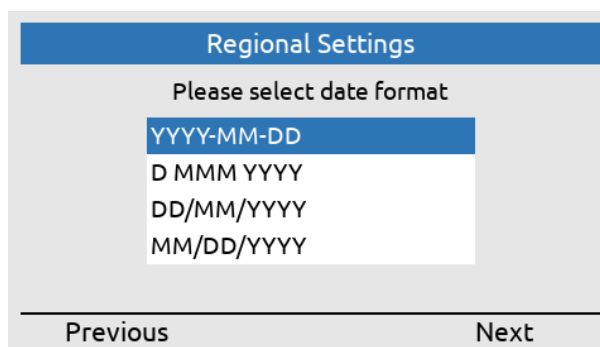 Regional Settings
Please select date format
YYYY-MM-DD
D MMM YYYY
DD/MM/YYYY
MM/DD/YYYY
Previous Next